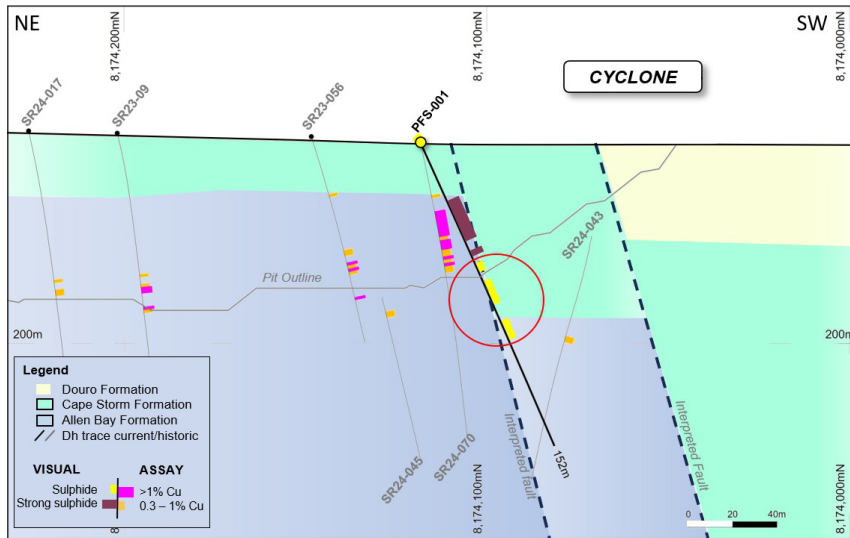 NE
8,174,200mN
8,174,100mN
8,174,000mN
SW
CYCLONE
SR24-017
SR23-09
SR23-056
PFS-001
SR24-043
Pit Outline
200m
200m
Legend
Douro Formation
Cape Storm Formation
Allen Bay Formation
Dh trace current/historic
VISUAL
ASSAY
Sulphide
>1% Cu
Strong sulphide
0.3 – 1% Cu
8
SR24-045
SR24-070
8,174,100mN
Interpreted fault
152m
Interpreted Fault
8,174,000mN
0
20
40m